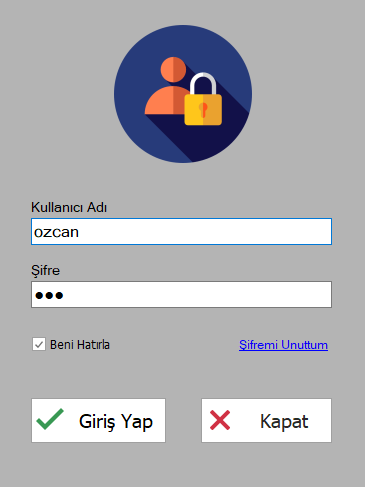 Kullanıcı Adı
ozcan
Şifre
●●●
Beni Hatırla
Şifremi Unuttum
Giriş Yap
Kapat